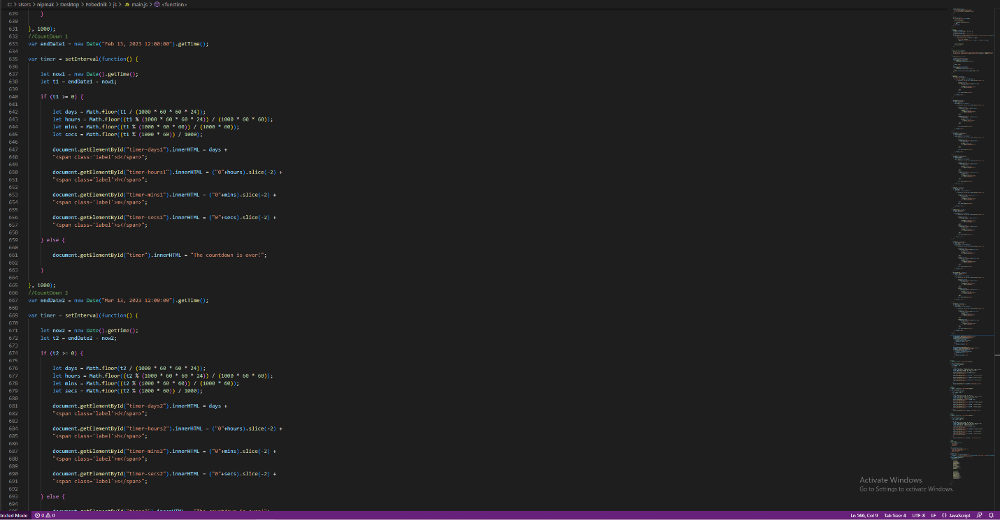 C: > Users > nipmak > Desktop > Pobednik > js > JS main.js > <function>
629 }
630
631 }, 1000);
632 //CountDown 1
633 var endDate1 = new Date("Feb 13, 2023 12:00:00").getTime();
634
635 var timer = setInterval(function() {
636
637 let now1 = new Date().getTime();
638 let t1 = endDate1 - now1;
639
640 if (t1 >= 0) {
641
642 let days = Math.floor(t1 / (1000 * 60 * 60 * 24));
643 let hours = Math.floor((t1 % (1000 * 60 * 60 * 24)) / (1000 * 60 * 60));
644 let mins = Math.floor((t1 % (1000 * 60 * 60)) / (1000 * 60));
645 let secs = Math.floor((t1 % (1000 * 60)) / 1000);
646
647 document.getElementById("timer-days1").innerHTML = days +
648 "<span class='label'>d</span>";
649
650 document.getElementById("timer-hours1").innerHTML = ("0"+hours).slice(-2) +
651 "<span class='label'>h</span>";
652
653 document.getElementById("timer-mins1").innerHTML = ("0"+mins).slice(-2) +
654 "<span class='label'>m</span>";
655
656 document.getElementById("timer-secs1").innerHTML = ("0"+secs).slice(-2) +
657 "<span class='label'>s</span>";
658
659 } else {
660
661 document.getElementById("timer").innerHTML = "The countdown is over!";
662
663 }
664
665 }, 1000);
666 //CountDown 2
667 var endDate2 = new Date("Mar 13, 2023 12:00:00").getTime();
668
669 var timer = setInterval(function() {
670
671 let now2 = new Date().getTime();
672 let t2 = endDate2 - now2;
673
674 if (t2 >= 0) {
675
676 let days = Math.floor(t2 / (1000 * 60 * 60 * 24));
677 let hours = Math.floor((t2 % (1000 * 60 * 60 * 24)) / (1000 * 60 * 60));
678 let mins = Math.floor((t2 % (1000 * 60 * 60)) / (1000 * 60));
679 let secs = Math.floor((t2 % (1000 * 60)) / 1000);
680
681 document.getElementById("timer-days2").innerHTML = days +
682 "<span class='label'>d</span>";
683
684 document.getElementById("timer-hours2").innerHTML = ("0"+hours).slice(-2) +
685 "<span class='label'>h</span>";
686
687 document.getElementById("timer-mins2").innerHTML = ("0"+mins).slice(-2) +
688 "<span class='label'>m</span>";
689
690 document.getElementById("timer-secs2").innerHTML = ("0"+secs).slice(-2) +
691 "<span class='label'>s</span>";
692
693 } else {
694
Activate Windows
Go to Settings to activate Windows.
tricted Mode 0 0 Ln 566, Col 9 Tab Size: 4 UTF-8 LF {} JavaScript